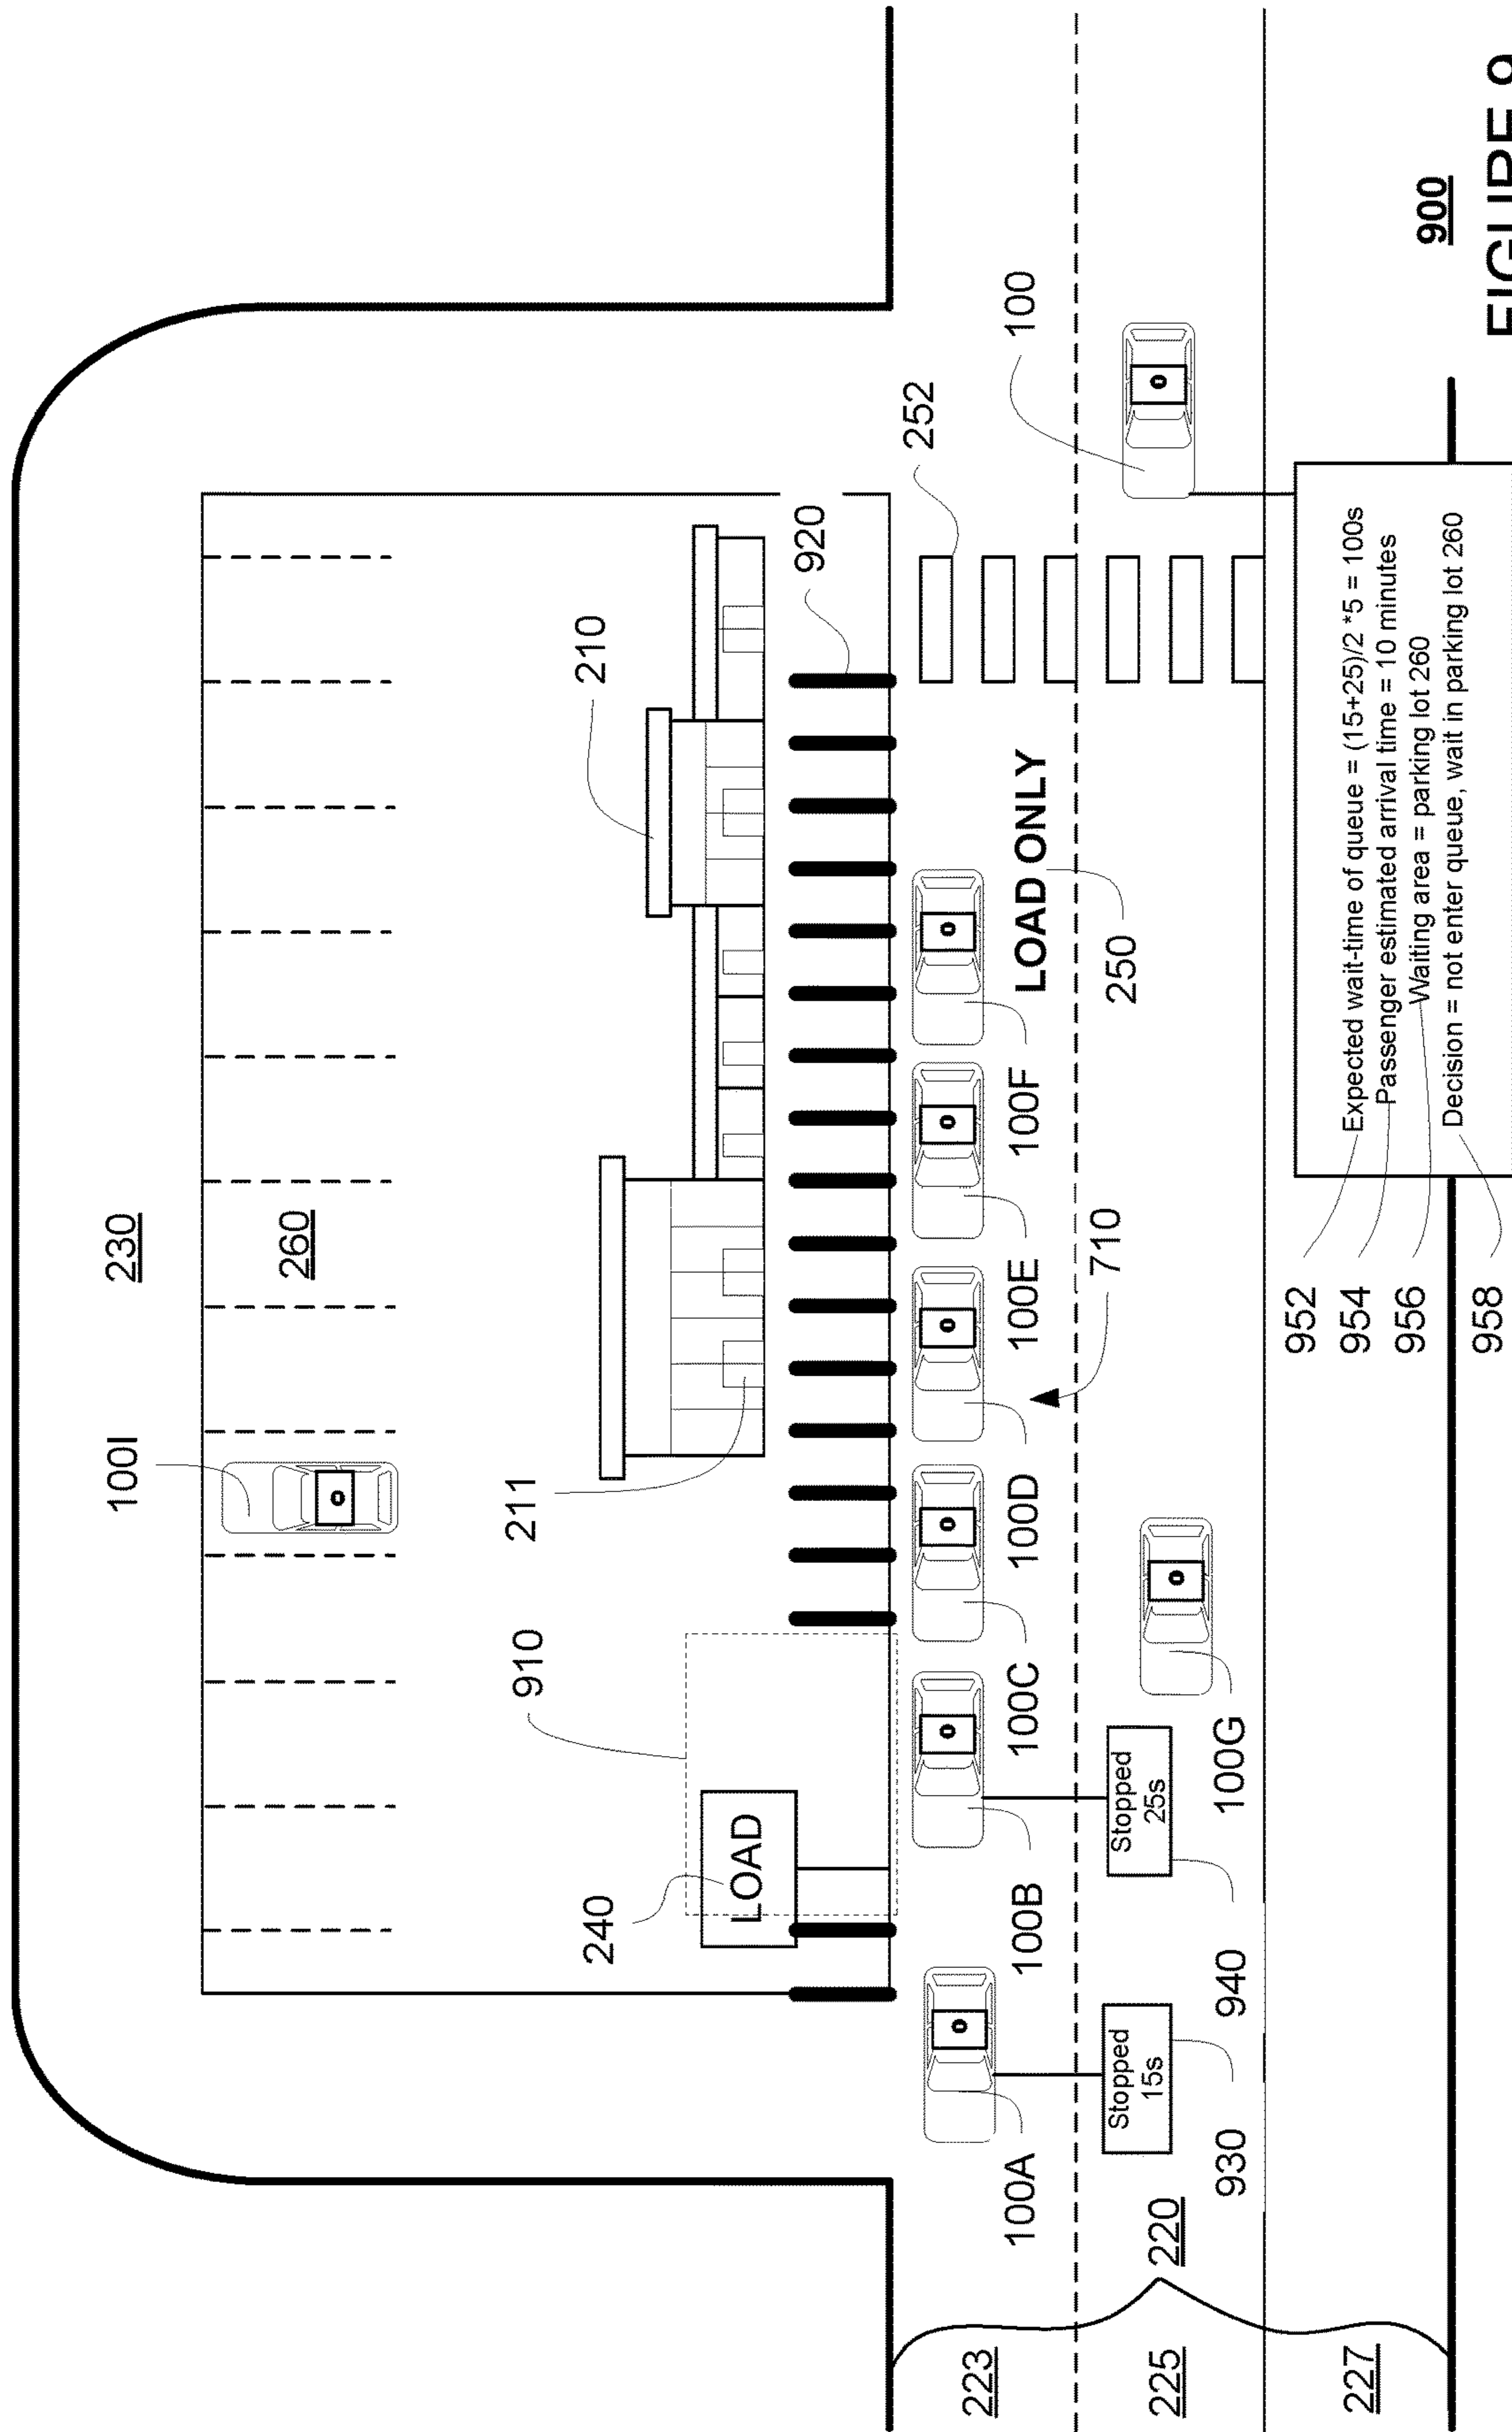 230
260
100I
210
211
920
910
240
LOAD
252
100
LOAD ONLY
250
100A
100B
100C
100D
100E
100F
710
Stopped
15s
Stopped
25s
100G
930
940
223
225
227
220
952
954
956
958
Expected wait-time of queue = (15+25)/2 *5 = 100s
Passenger estimated arrival time = 10 minutes
Waiting area = parking lot 260
Decision = not enter queue, wait in parking lot 260
900
FIGURE 9